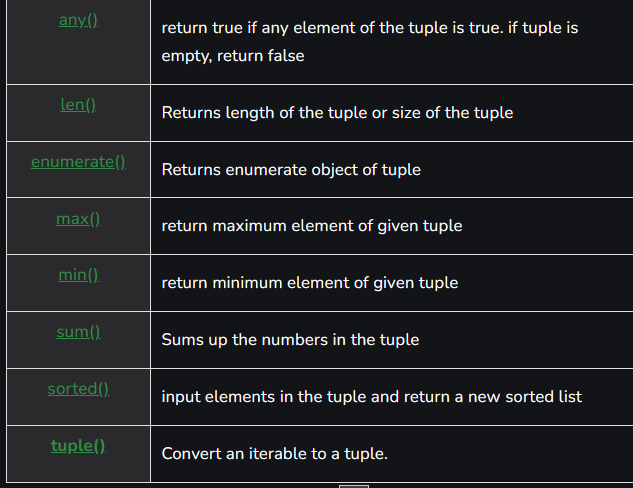 any()
return true if any element of the tuple is true. if tuple is
empty, return false
len()
Returns length of the tuple or size of the tuple
enumerate()
Returns enumerate object of tuple
max()
return maximum element of given tuple
min()
return minimum element of given tuple
sum()
Sums up the numbers in the tuple
sorted()
input elements in the tuple and return a new sorted list
tuple()
Convert an iterable to a tuple.